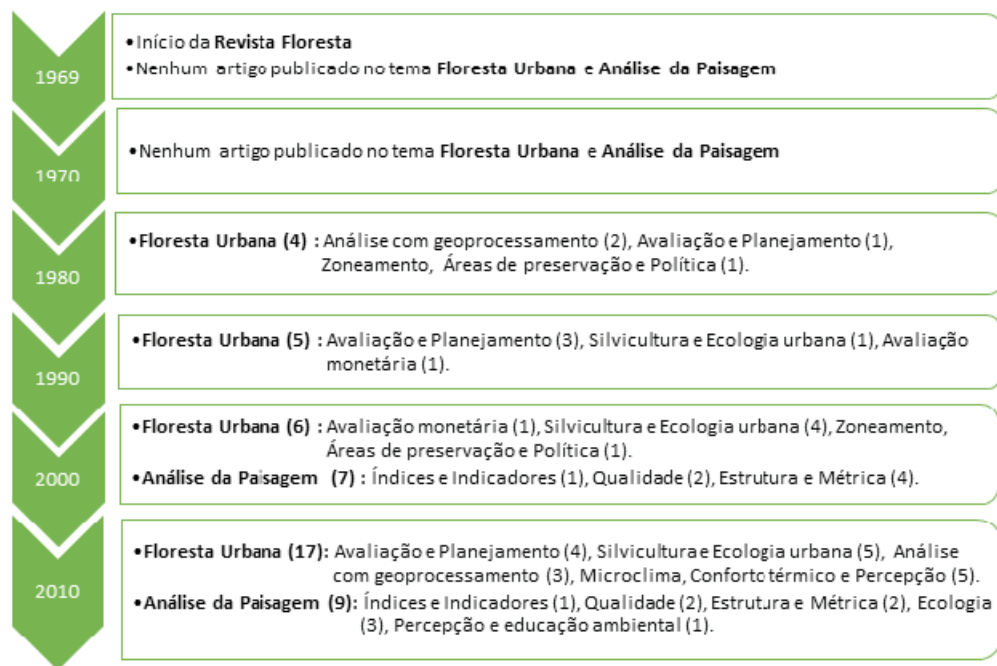 1969
•Início da Revista Floresta
•Nenhum artigo publicado no tema Floresta Urbana e Análise da Paisagem
1970
•Nenhum artigo publicado no tema Floresta Urbana e Análise da Paisagem
1980
•Floresta Urbana (4) : Análise com geoprocessamento (2), Avaliação e Planejamento (1),
Zoneamento, Áreas de preservação e Política (1).
1990
•Floresta Urbana (5) : Avaliação e Planejamento (3), Silvicultura e Ecologia urbana (1), Avaliação
monetária (1).
2000
•Floresta Urbana (6) : Avaliação monetária (1), Silvicultura e Ecologia urbana (4), Zoneamento,
Áreas de preservação e Política (1).
•Análise da Paisagem (7) : Índices e Indicadores (1), Qualidade (2), Estrutura e Métrica (4).
2010
•Floresta Urbana (17): Avaliação e Planejamento (4), Silvicultura e Ecologia urbana (5), Análise
com geoprocessamento (3), Microclima, Conforto térmico e Percepção (5).
•Análise da Paisagem (9): Índices e Indicadores (1), Qualidade (2), Estrutura e Métrica (2), Ecologia
(3), Percepção e educação ambiental (1).